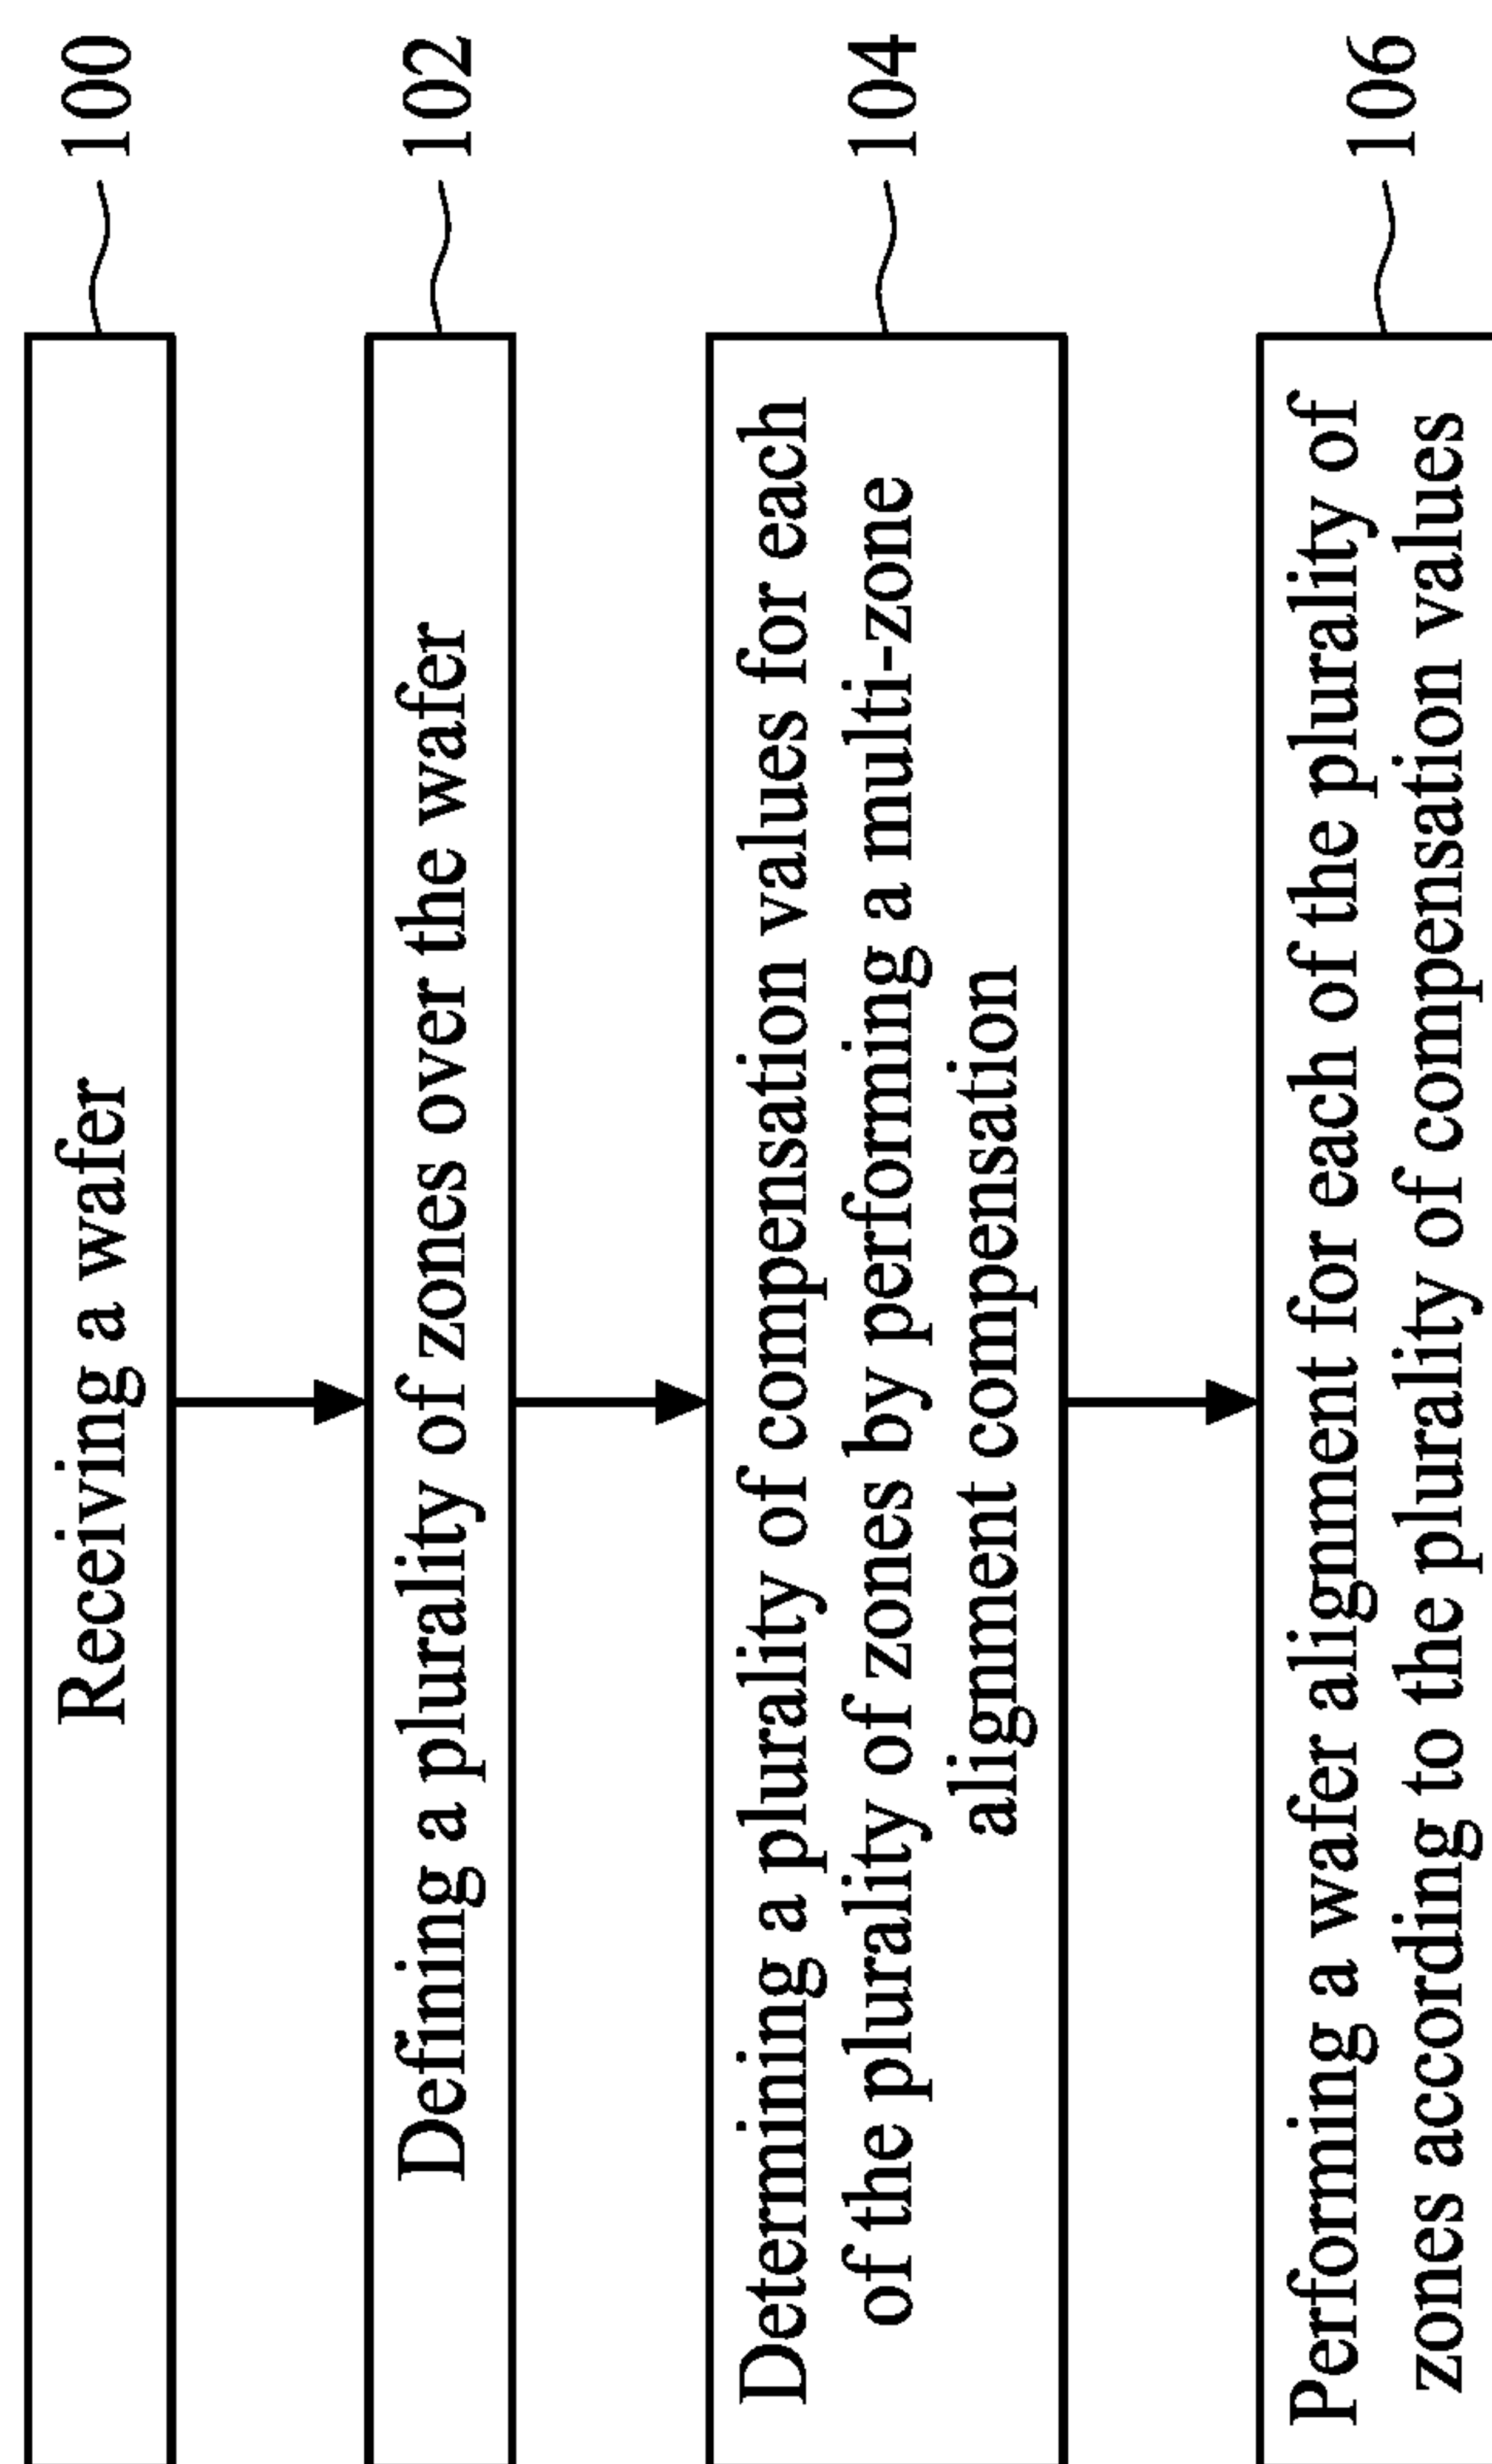 Receiving a wafer
100
Defining a plurality of zones over the wafer
102
Determining a plurality of compensation values for each
of the plurality of zones by performing a multi-zone
alignment compensation
104
Performing a wafer alignment for each of the plurality of
zones according to the plurality of compensation values
106